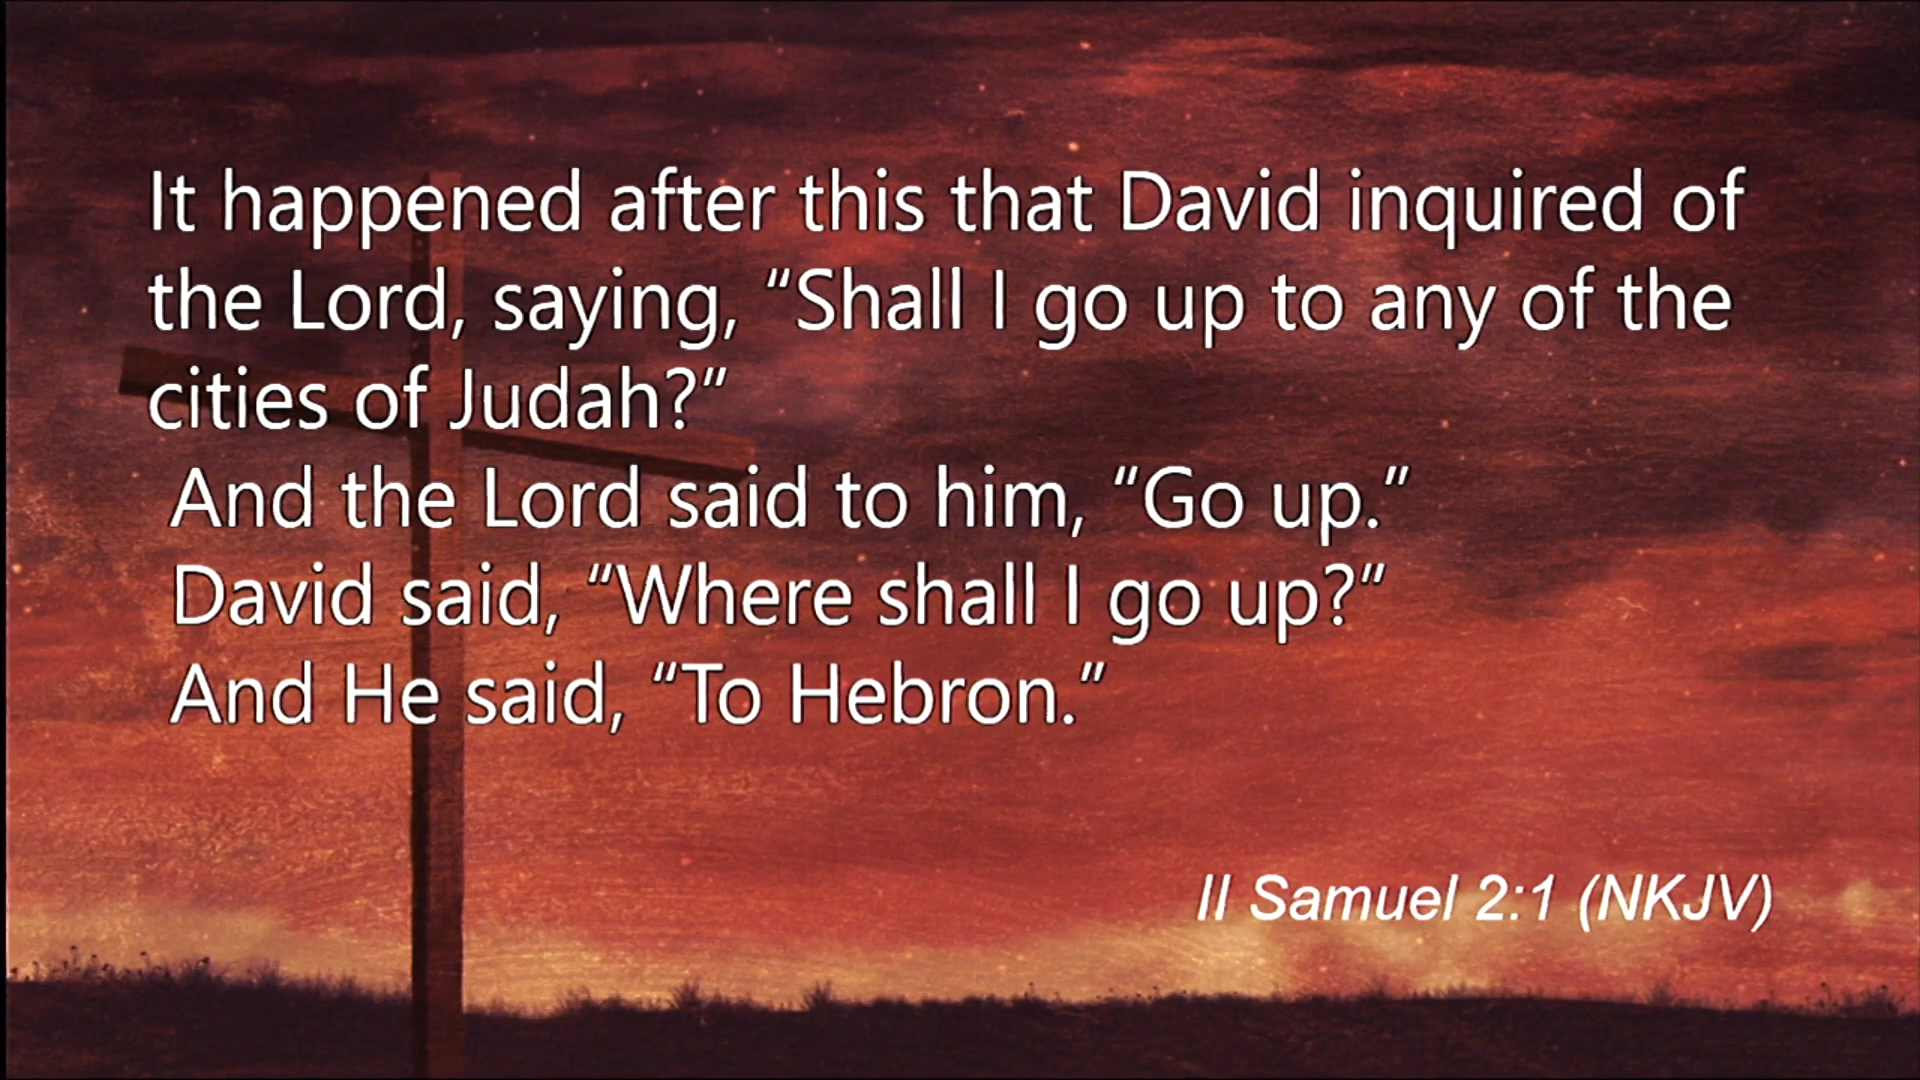 It happened after this that David inquired of
the Lord, saying, “Shall I go up to any of the
cities of Judah?”
And the Lord said to him, “Go up.”
David said, “Where shall I go up?”
And He said, “To Hebron.”
II Samuel 2:1 (NKJV)